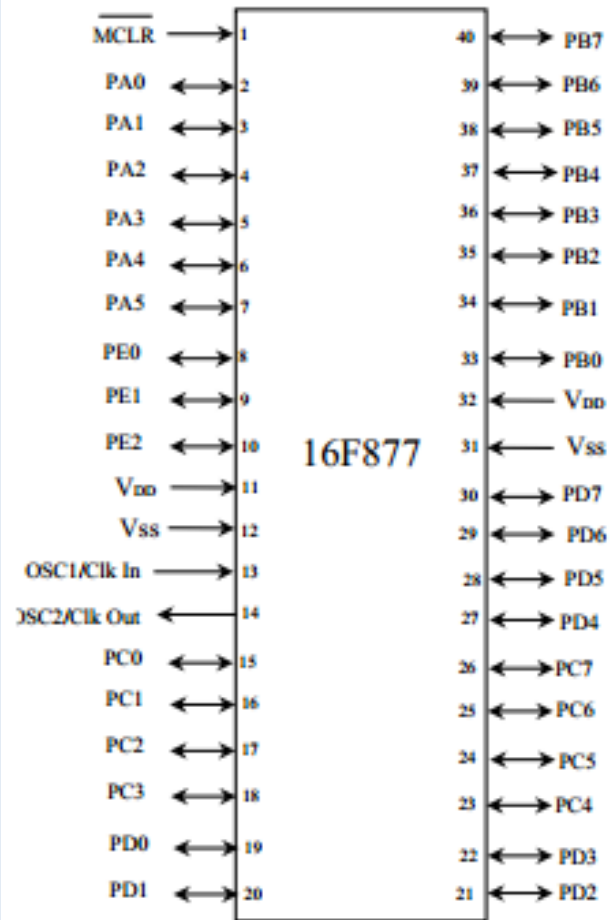 MCLR 1 40 PB7
PA0 2 39 PB6
PA1 3 38 PB5
PA2 4 37 PB4
PA3 5 36 PB3
PA4 6 35 PB2
PA5 7 34 PB1
PE0 8 33 PB0
PE1 9 32 VDD
PE2 10 16F877 31 VSS
VDD 11 30 PD7
VSS 12 29 PD6
OSC1/Clk In 13 28 PD5
OSC2/Clk Out 14 27 PD4
PC0 15 26 PC7
PC1 16 25 PC6
PC2 17 24 PC5
PC3 18 23 PC4
PD0 19 22 PD3
PD1 20 21 PD2